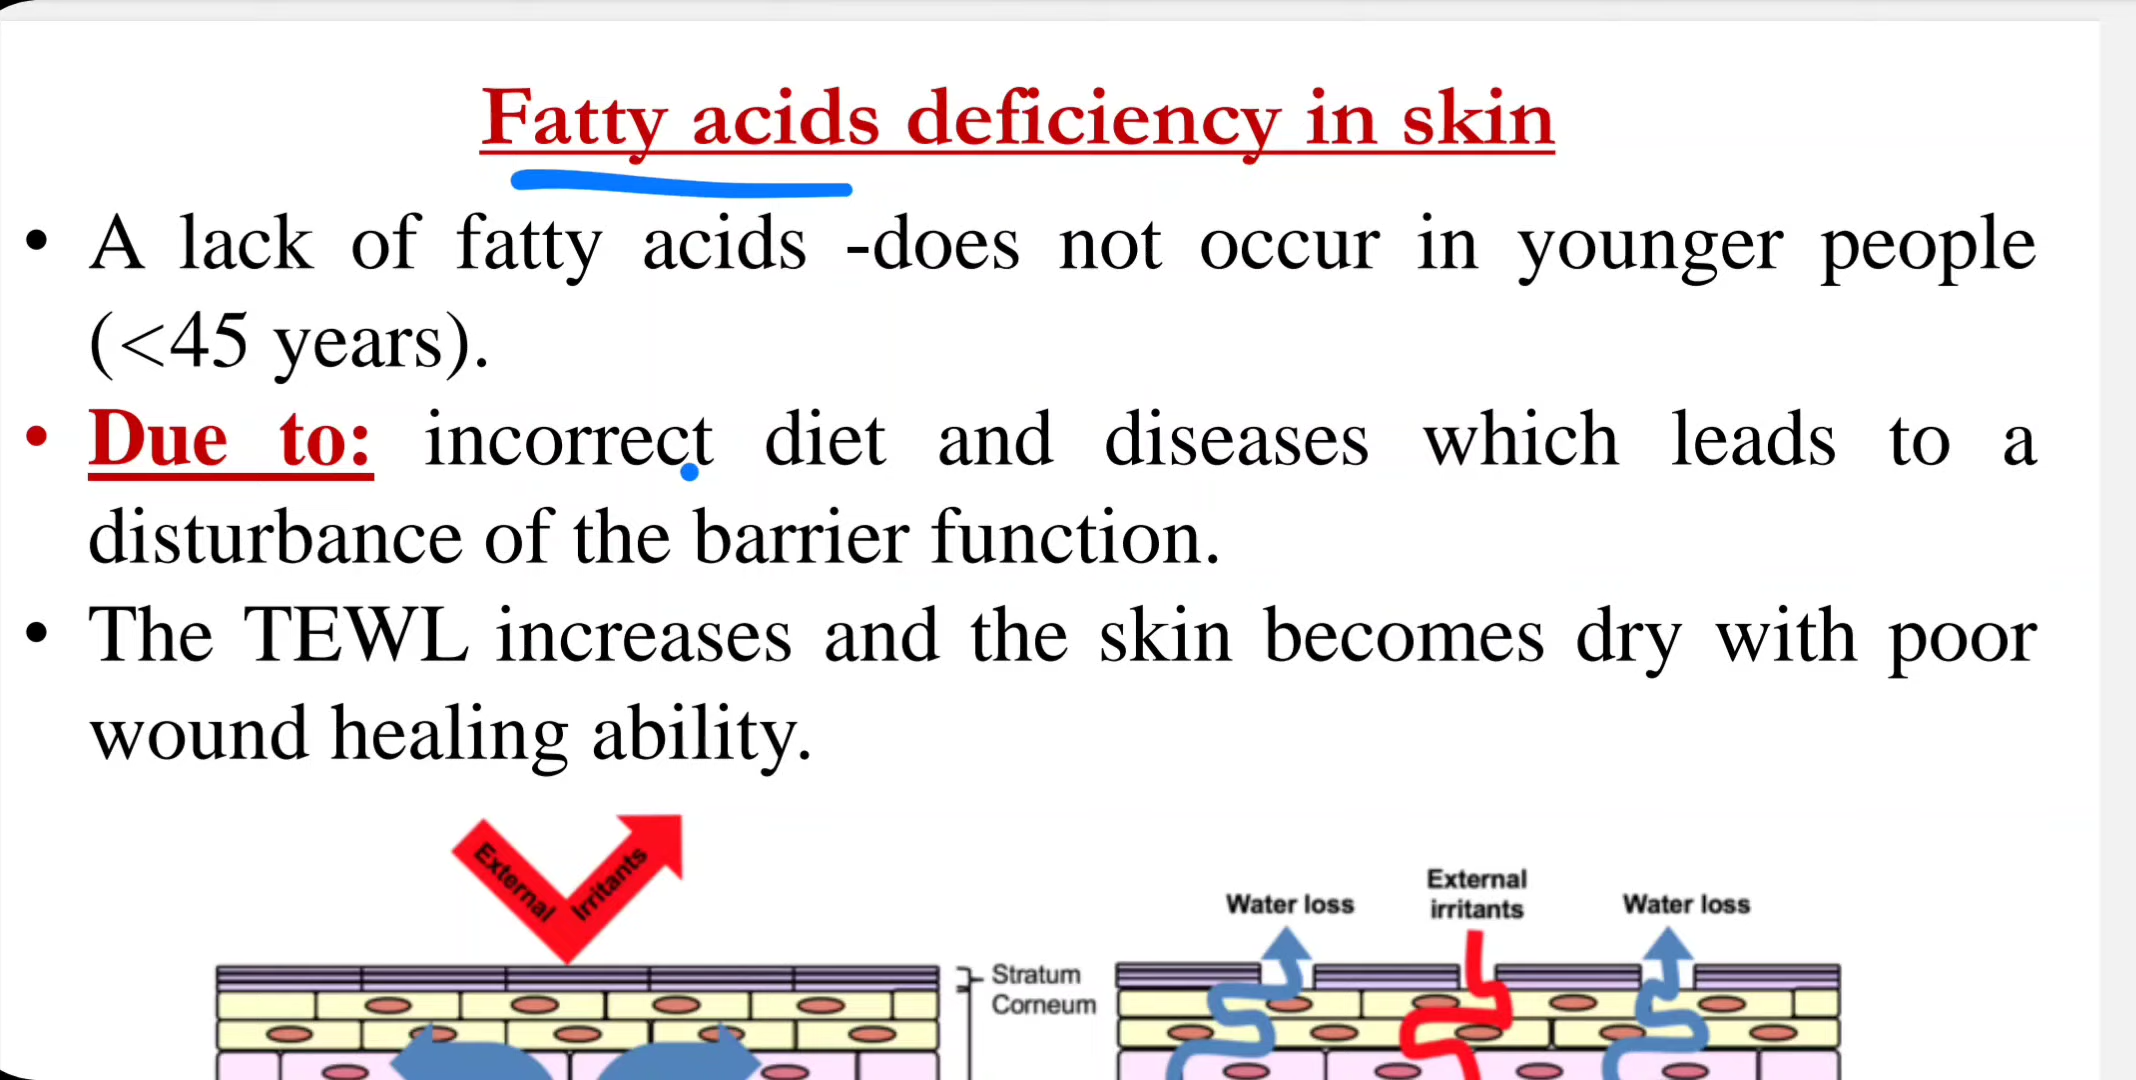 Fatty acids deficiency in skin
• A lack of fatty acids -does not occur in younger people
(<45 years).
• Due to: incorrect diet and diseases which leads to a
disturbance of the barrier function.
• The TEWL increases and the skin becomes dry with poor
wound healing ability.
External Irritants
Stratum
Corneum
Water loss
External
irritants
Water loss